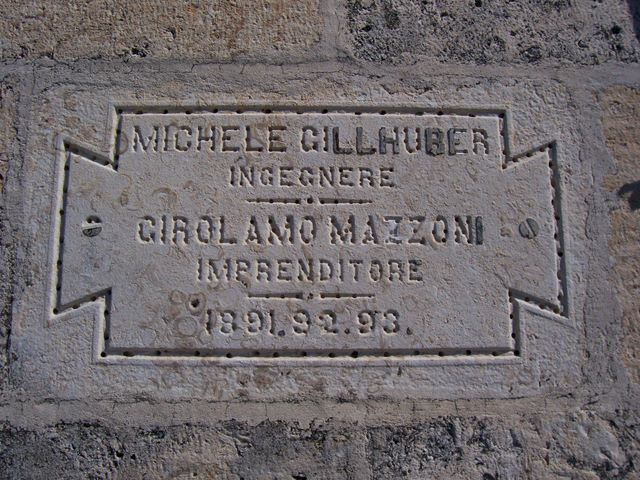 MICHELE GILLHUBER
INGEGNERE
GIROLAMO MAZZONI
IMPRENDITORE
1891.92.93.